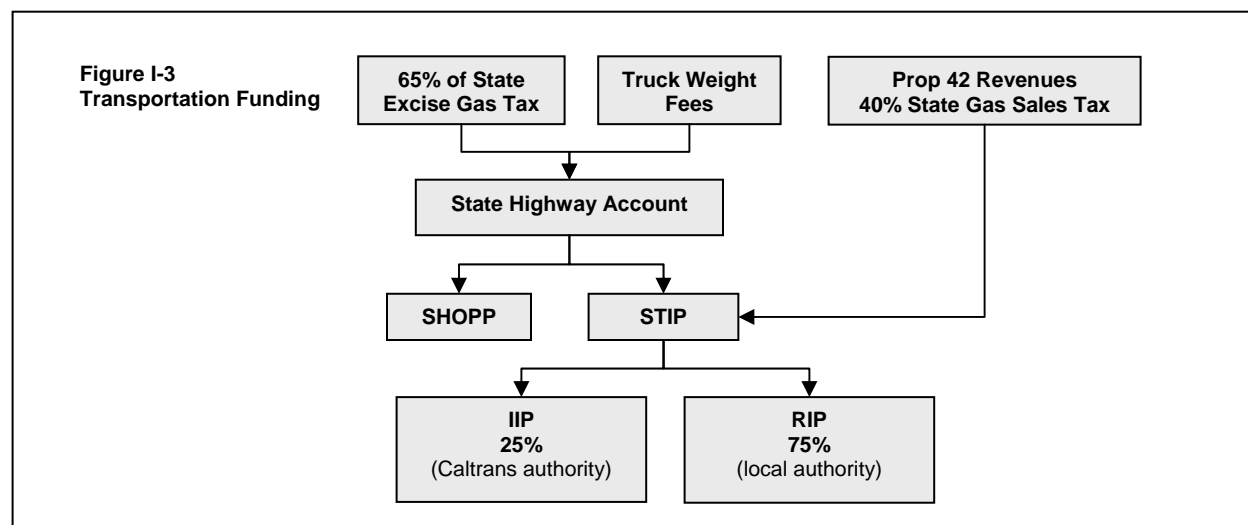 Figure I-3
Transportation Funding
65% of State
Excise Gas Tax
Truck Weight
Fees
Prop 42 Revenues
40% State Gas Sales Tax
State Highway Account
SHOPP
STIP
IIP
25%
(Caltrans authority)
RIP
75%
(local authority)